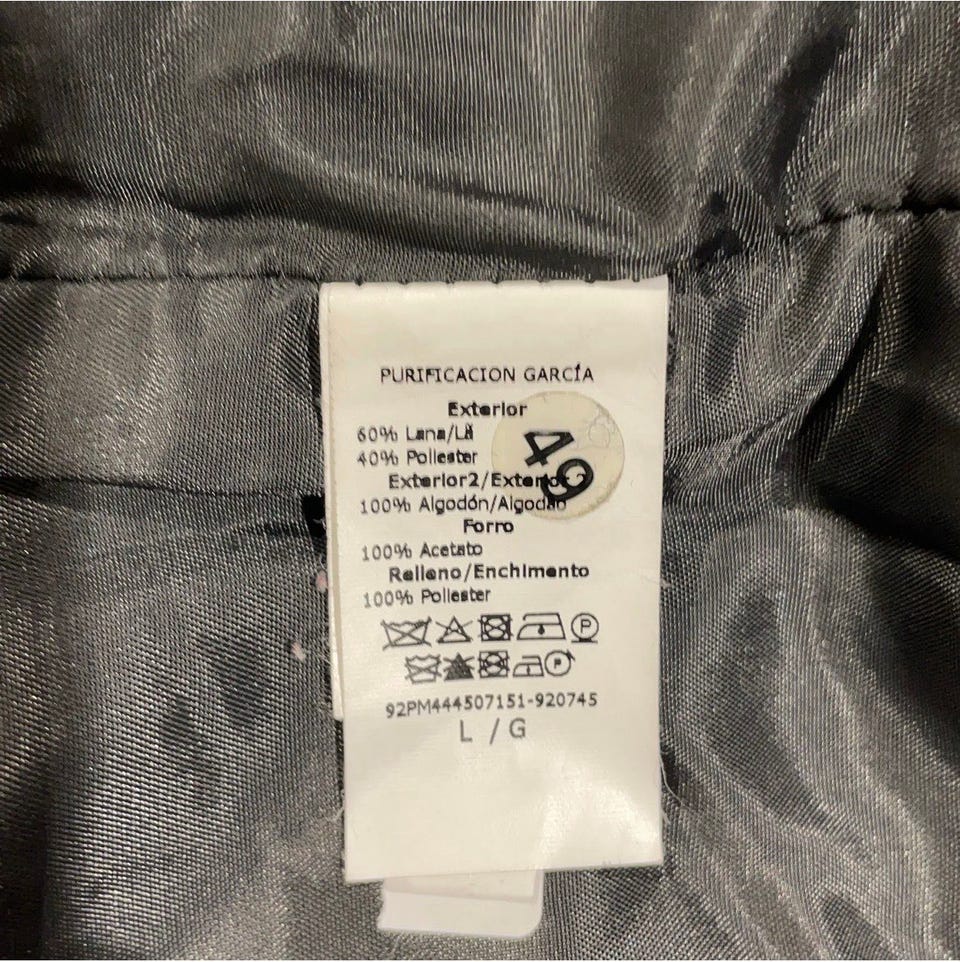 PURIFICACION GARCÍA
Exterior
60% Lana/Lã
40% Poliester
Exterior2/Exterior 2
100% Algodón/Algodão
Forro
100% Acetato
Relleno/Enchimento
100% Poliester
P
P
92PM444507151-920745
L / G
49